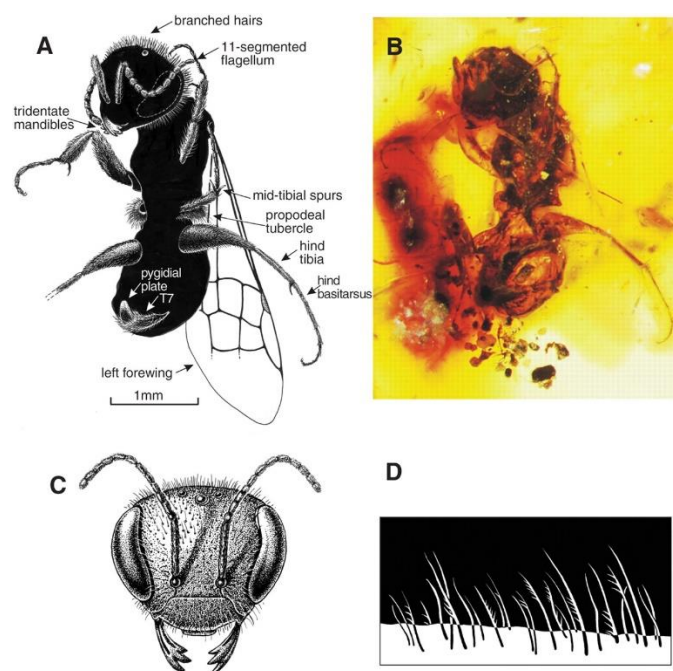 A
branched hairs
11-segmented
flagellum
tridentate
mandibles
mid-tibial spurs
propodeal
tubercle
hind
tibia
hind
basitarsus
pygidial
plate
T7
left forewing
1mm
B
C
D